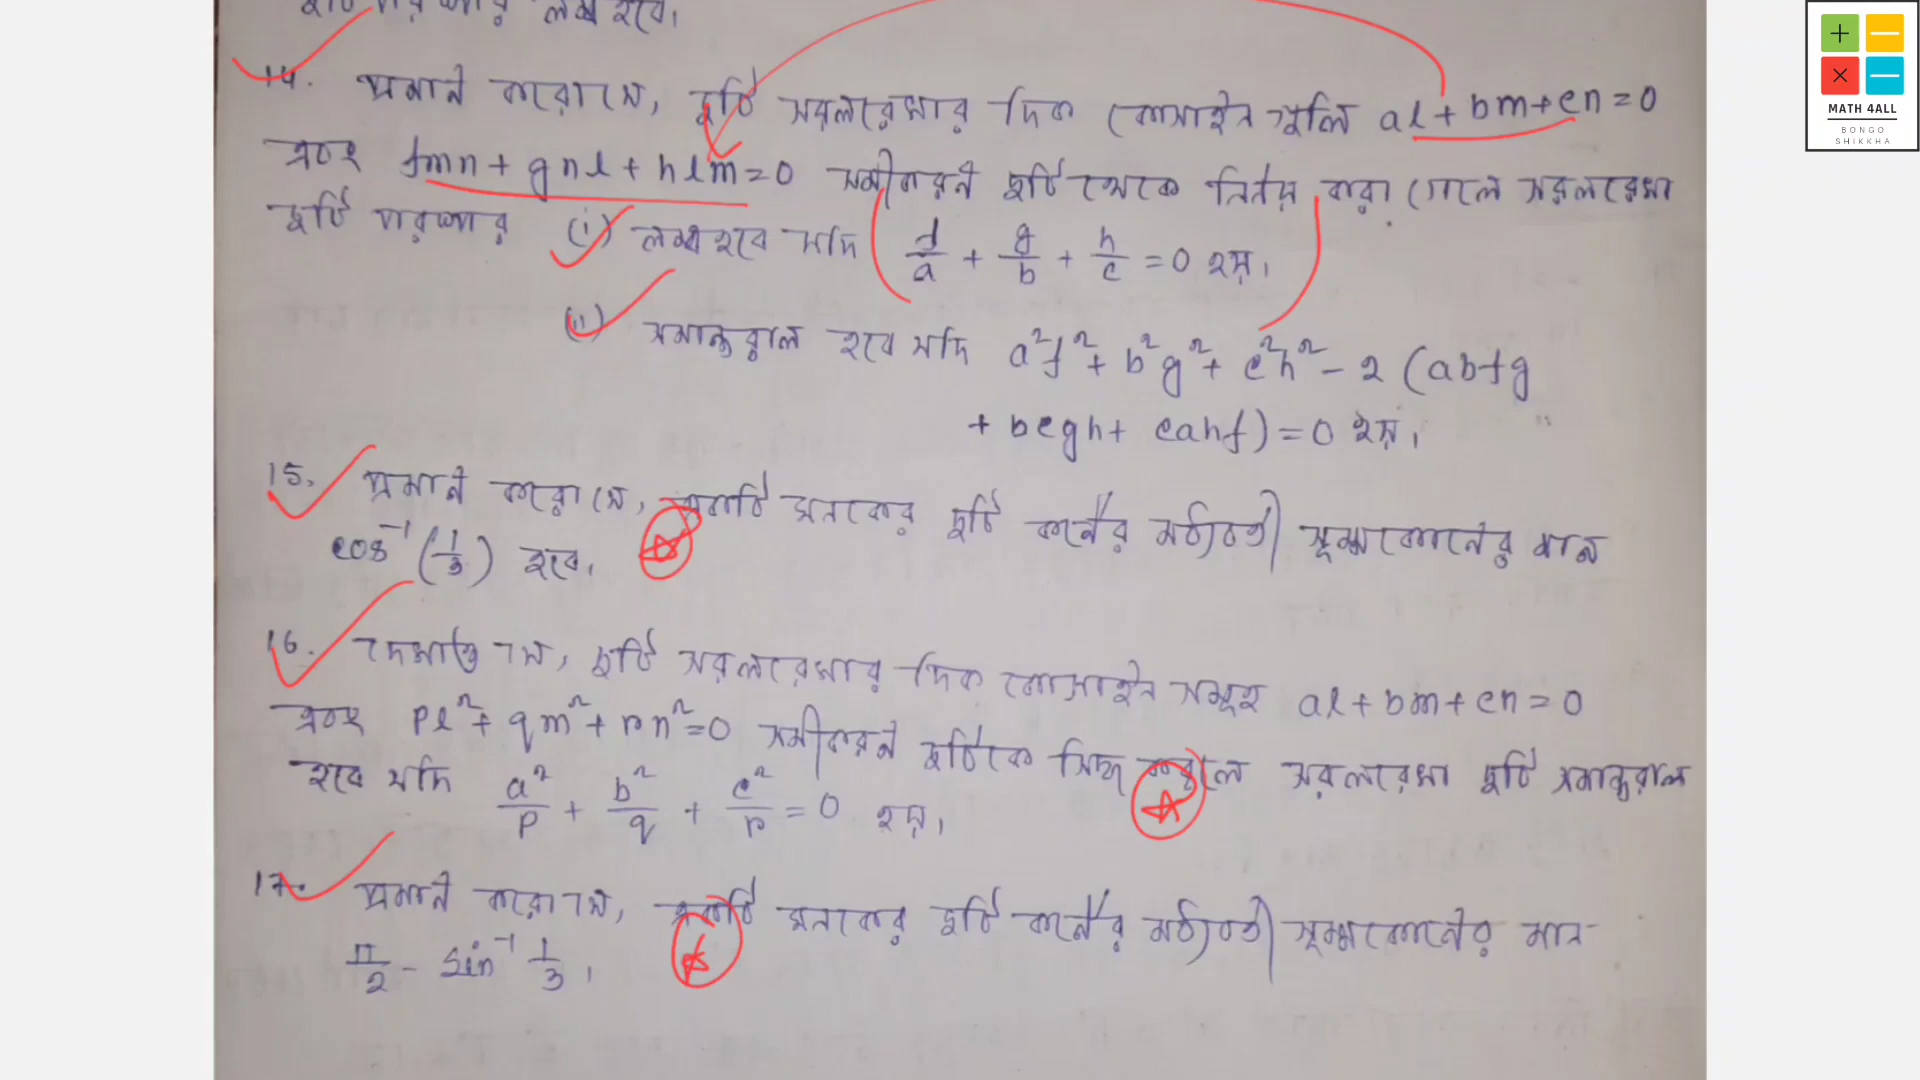 দুটি পরস্পর লম্ব হবে।
14. প্রমাণ করো যে, দুটি সরলরেখার দিক কোসাইন গুলি al+bm+cn=0
এবং fmn+gnl+hlm=0 সমীকরণ দুটি থেকে নির্ণয় করা গেলে সরলরেখা
দুটি পরস্পর (i) লম্ব হবে যদি f/a + g/b + h/c = 0 হয়।
(ii) সমান্তরাল হবে যদি a²f²+b²g²+c²h²-2(abfg
+bcgh+cahf)=0 হয়।
15. প্রমাণ করো যে, একটি ঘনকের দুটি কর্ণের মধ্যবর্তী সূক্ষ্মকোণের মান
cos⁻¹(1/3) হবে।
16. দেখাও যে, দুটি সরলরেখার দিক কোসাইন সমূহ al+bm+cn=0
এবং pl²+qm²+rn²=0 সমীকরণ দুটিকে সিদ্ধ করলে সরলরেখা দুটি সমান্তরাল
হবে যদি a²/p + b²/q + c²/r = 0 হয়।
17. প্রমাণ করো যে, একটি ঘনকের দুটি কর্ণের মধ্যবর্তী সূক্ষ্মকোণের মান
π/2 - sin⁻¹ 1/3।
MATH 4ALL
BONGO
SHIKKHA